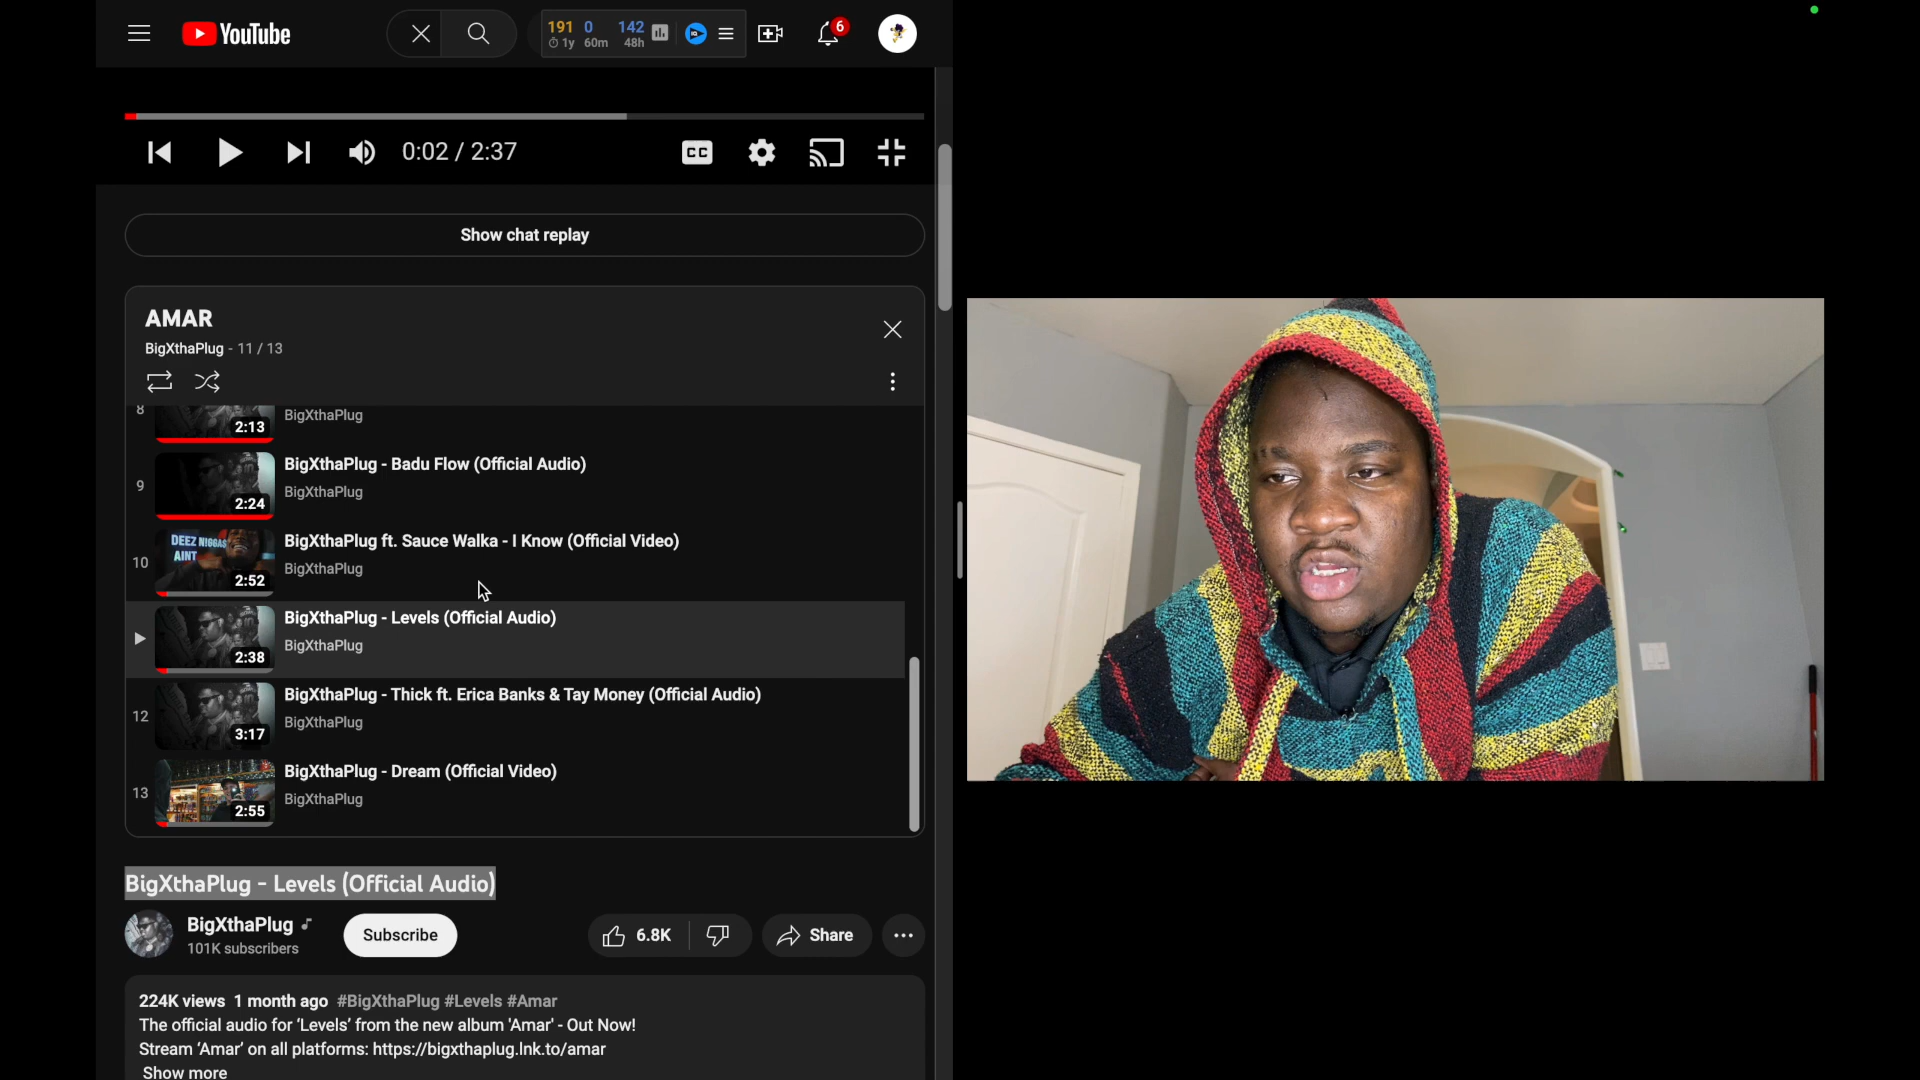 YouTube
191 0 142
1y 60m 48h
6
0:02 / 2:37
CC
Show chat replay
AMAR
BigXthaPlug - 11 / 13
8
2:13
BigXthaPlug
9
2:24
BigXthaPlug - Badu Flow (Official Audio)
BigXthaPlug
10
DEEZ NIGGAS
AINT
2:52
BigXthaPlug ft. Sauce Walka - I Know (Official Video)
BigXthaPlug
2:38
BigXthaPlug - Levels (Official Audio)
BigXthaPlug
12
3:17
BigXthaPlug - Thick ft. Erica Banks & Tay Money (Official Audio)
BigXthaPlug
13
2:55
BigXthaPlug - Dream (Official Video)
BigXthaPlug
BigXthaPlug - Levels (Official Audio)
BigXthaPlug
101K subscribers
Subscribe
6.8K
Share
224K views 1 month ago #BigXthaPlug #Levels #Amar
The official audio for ‘Levels’ from the new album 'Amar' - Out Now!
Stream ‘Amar’ on all platforms: https://bigxthaplug.lnk.to/amar
Show more